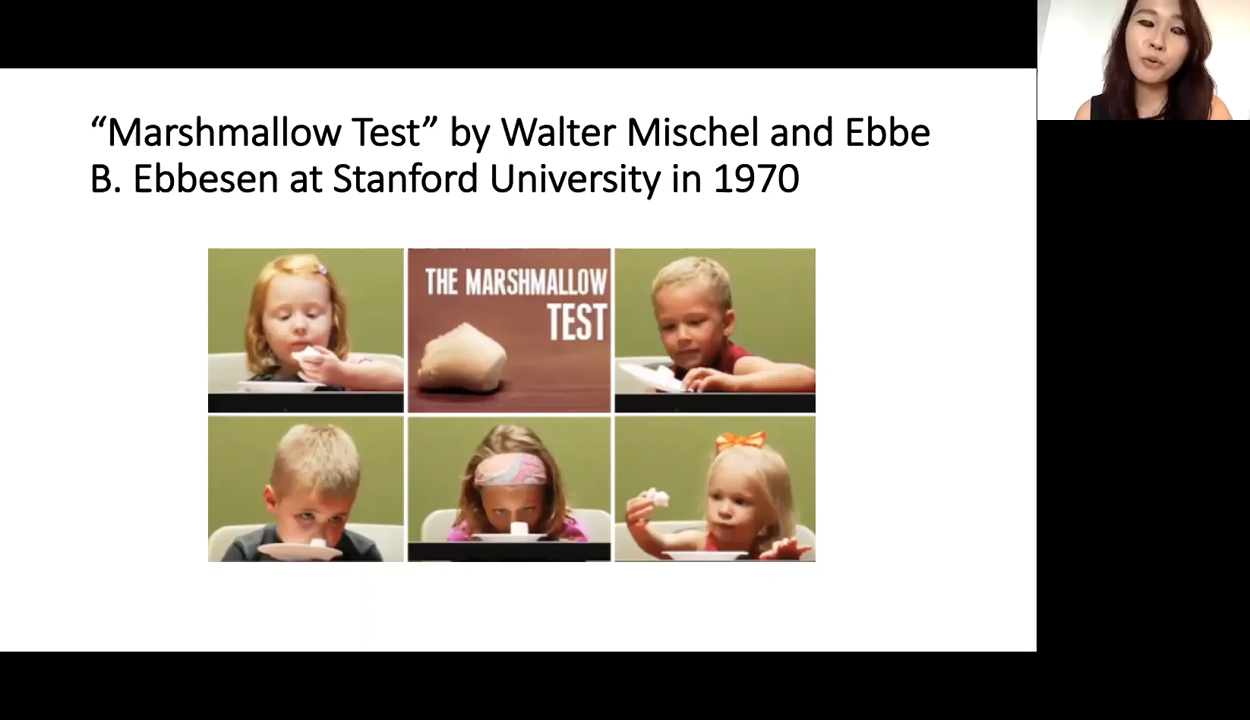 “Marshmallow Test” by Walter Mischel and Ebbe
B. Ebbesen at Stanford University in 1970
THE MARSHMALLOW
TEST